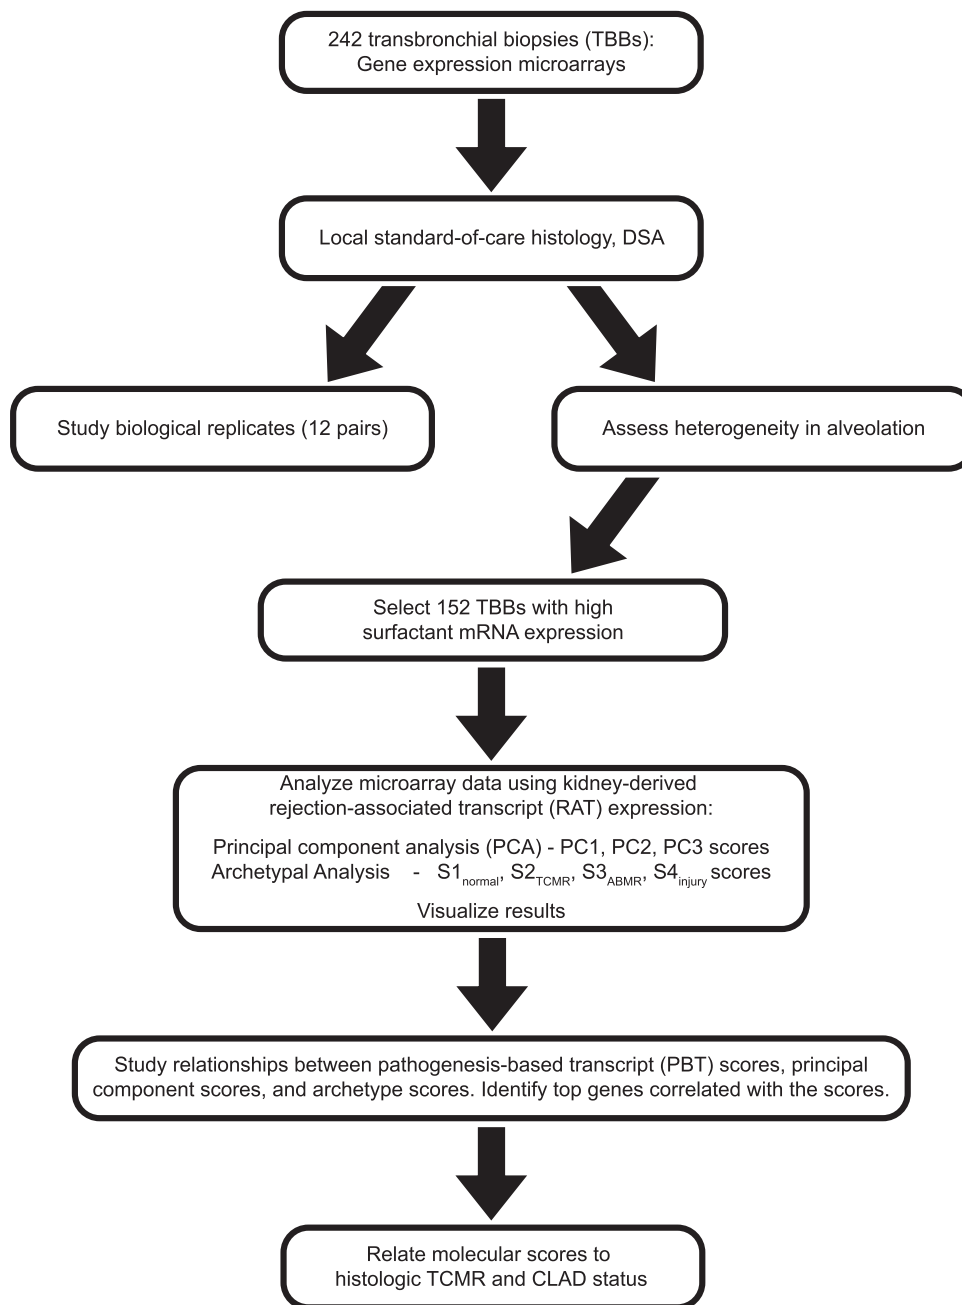 242 transbronchial biopsies (TBBs):
Gene expression microarrays
Local standard-of-care histology, DSA
Study biological replicates (12 pairs)
Assess heterogeneity in alveolation
Select 152 TBBs with high
surfactant mRNA expression
Analyze microarray data using kidney-derived
rejection-associated transcript (RAT) expression:
Principal component analysis (PCA) - PC1, PC2, PC3 scores
Archetypal Analysis - S1normal, S2TCMR, S3ABMR, S4injury scores
Visualize results
Study relationships between pathogenesis-based transcript (PBT) scores, principal
component scores, and archetype scores. Identify top genes correlated with the scores.
Relate molecular scores to
histologic TCMR and CLAD status